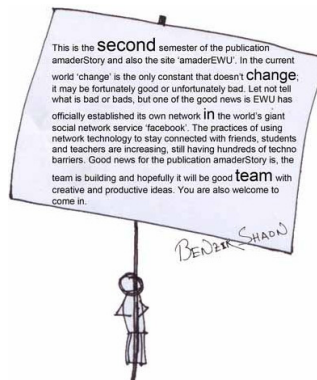 This is the second semester of the publication
amaderStory and also the site 'amaderEWU'. In the current
world 'change' is the only constant that doesn't change;
it may be fortunately good or unfortunately bad. Let not tell
what is bad or bads, but one of the good news is EWU has
officially established its own network in the world's giant
social network service 'facebook'. The practices of using
network technology to stay connected with friends, students
and teachers are increasing, still having hundreds of techno
barriers. Good news for the publication amaderStory is, the
team is building and hopefully it will be good team with
creative and productive ideas. You are also welcome to
come in.
BENZIR SHAON